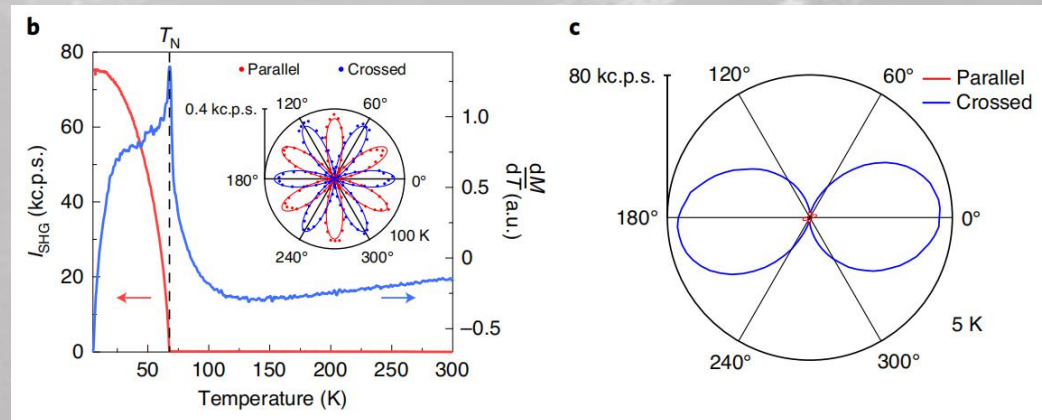 b
T_N
80
60
40
20
0
I_SHG (kc.p.s.)
50
100
150
200
250
300
Temperature (K)
1.0
0.5
0
−0.5
dM
dT (a.u.)
Parallel
Crossed
0.4 kc.p.s.
120°
60°
180°
0°
240°
300°
100 K
c
80 kc.p.s.
120°
60°
Parallel
Crossed
180°
0°
5 K
240°
300°